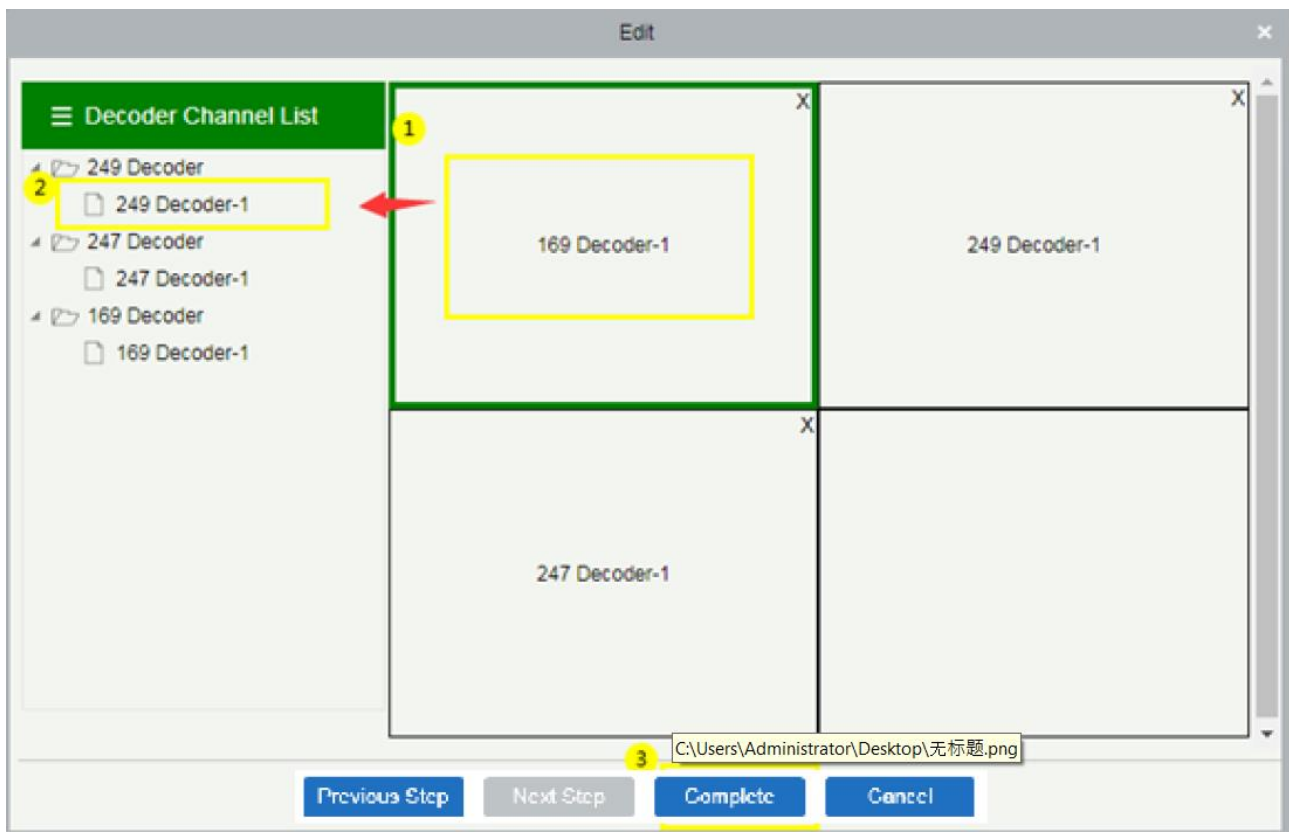 Edit
Decoder Channel List
249 Decoder
249 Decoder-1
247 Decoder
247 Decoder-1
169 Decoder
169 Decoder-1
1
2
X
169 Decoder-1
X
249 Decoder-1
X
247 Decoder-1
C:\Users\Administrator\Desktop\无标题.png
3
Previous Step
Next Step
Complete
Cancel